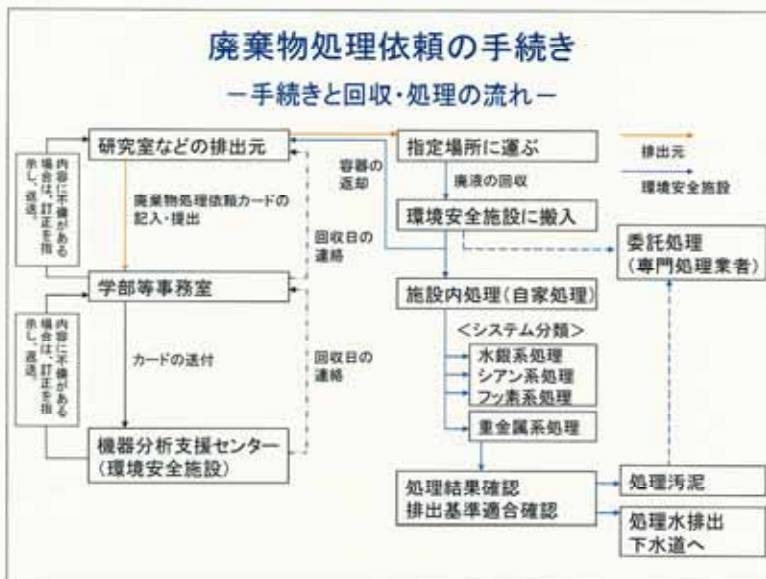 廃棄物処理依頼の手続き
－手続きと回収・処理の流れ－
研究室などの排出元
指定場所に運ぶ
排出元
環境安全施設
内容に不備がある
場合は、訂正を指
示し、返送。
廃棄物処理依頼カードの
記入・提出
容器の
返却
廃液の回収
回収日の
連絡
環境安全施設に搬入
委託処理
(専門処理業者)
学部等事務室
施設内処理(自家処理)
<システム分類>
内容に不備がある
場合は、訂正を指
示し、返送。
カードの送付
回収日の
連絡
水銀系処理
シアン系処理
フッ素系処理
重金属系処理
機器分析支援センター
(環境安全施設)
処理結果確認
排出基準適合確認
処理汚泥
処理水排出
下水道へ